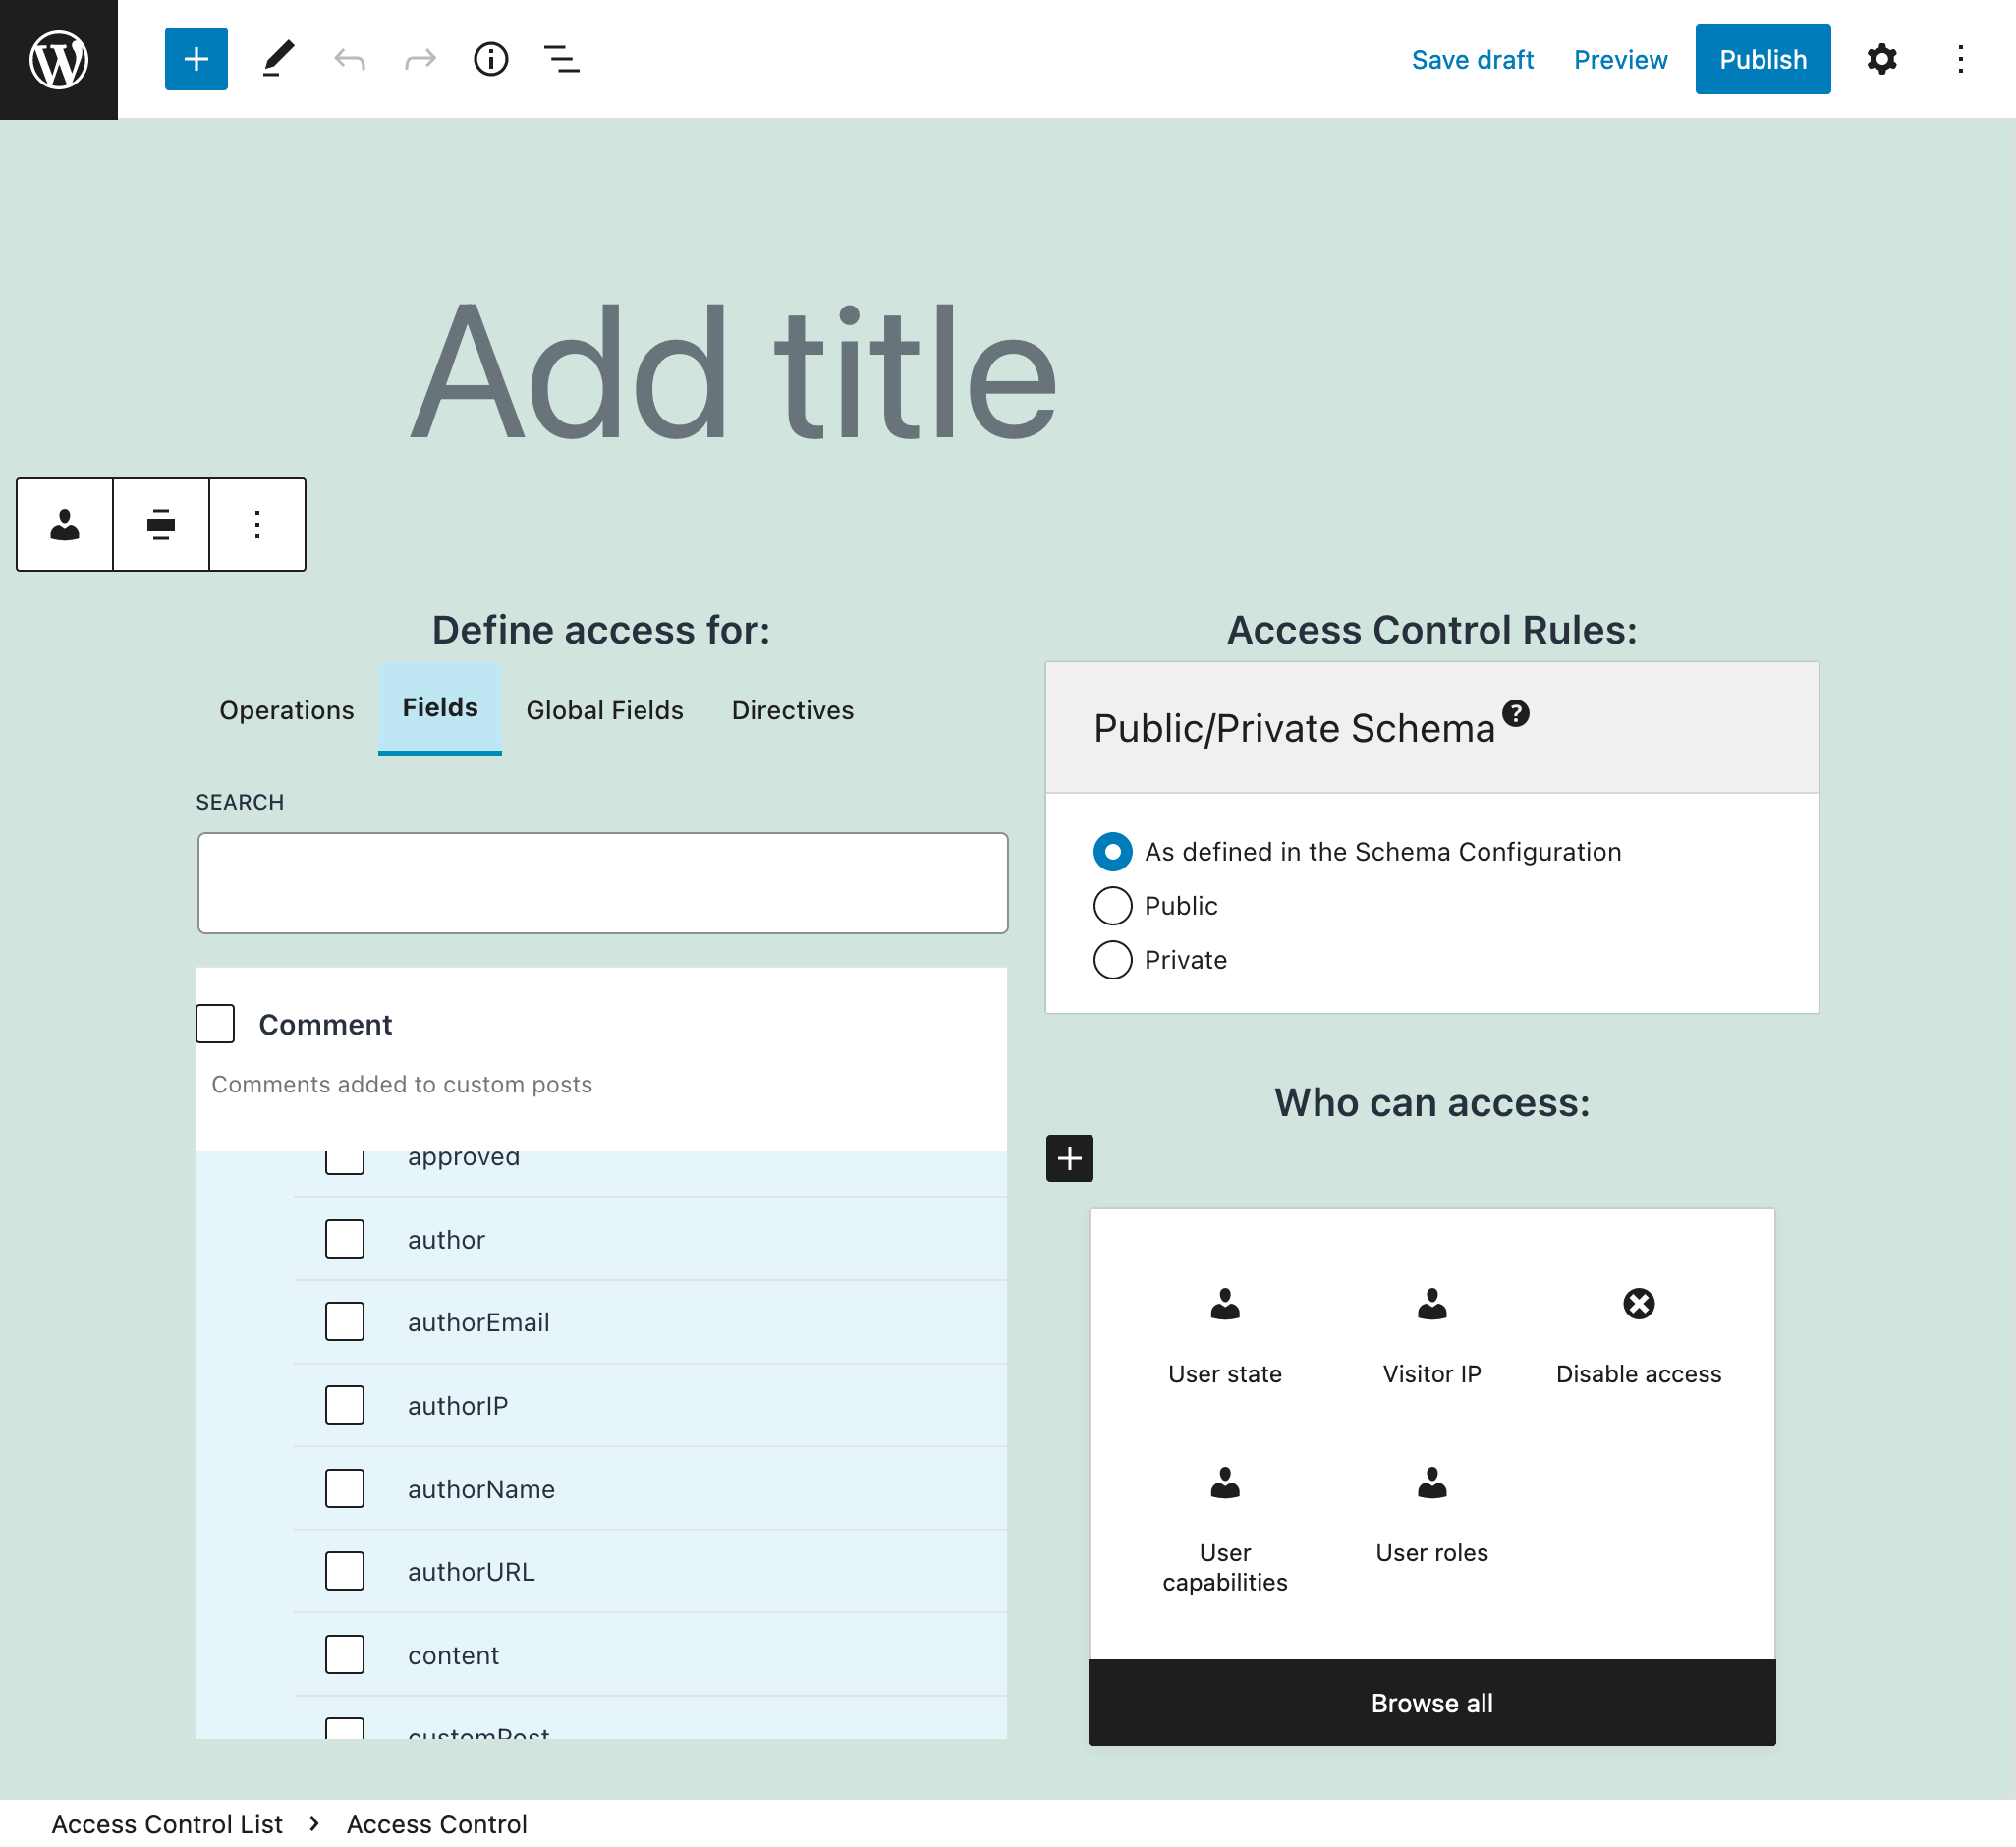 Save draft
Preview
Publish
Add title
Define access for:
Operations
Fields
Global Fields
Directives
SEARCH
Comment
Comments added to custom posts
approved
author
authorEmail
authorIP
authorName
authorURL
content
customPost
Access Control Rules:
Public/Private Schema
As defined in the Schema Configuration
Public
Private
Who can access:
User state
Visitor IP
Disable access
User
capabilities
User roles
Browse all
Access Control List
Access Control